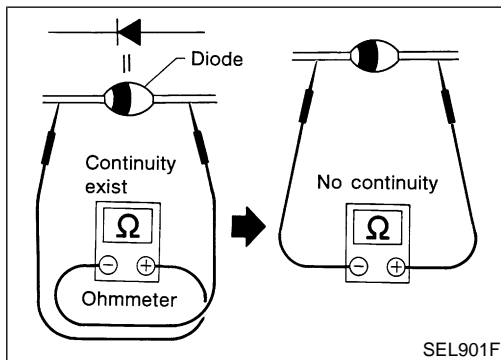 Diode
Continuity
exist
No continuity
Ω
Ω
− +
− +
Ohmmeter
SEL901F